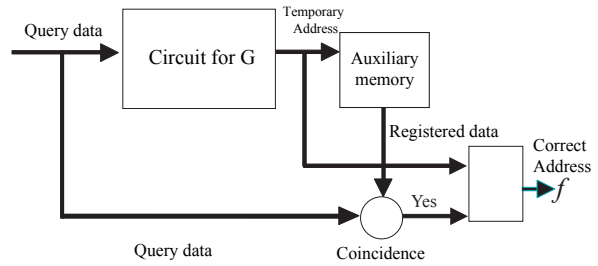 Query data
Circuit for G
Temporary
Address
Auxiliary
memory
Registered data
Correct
Address
f
Yes
Query data
Coincidence